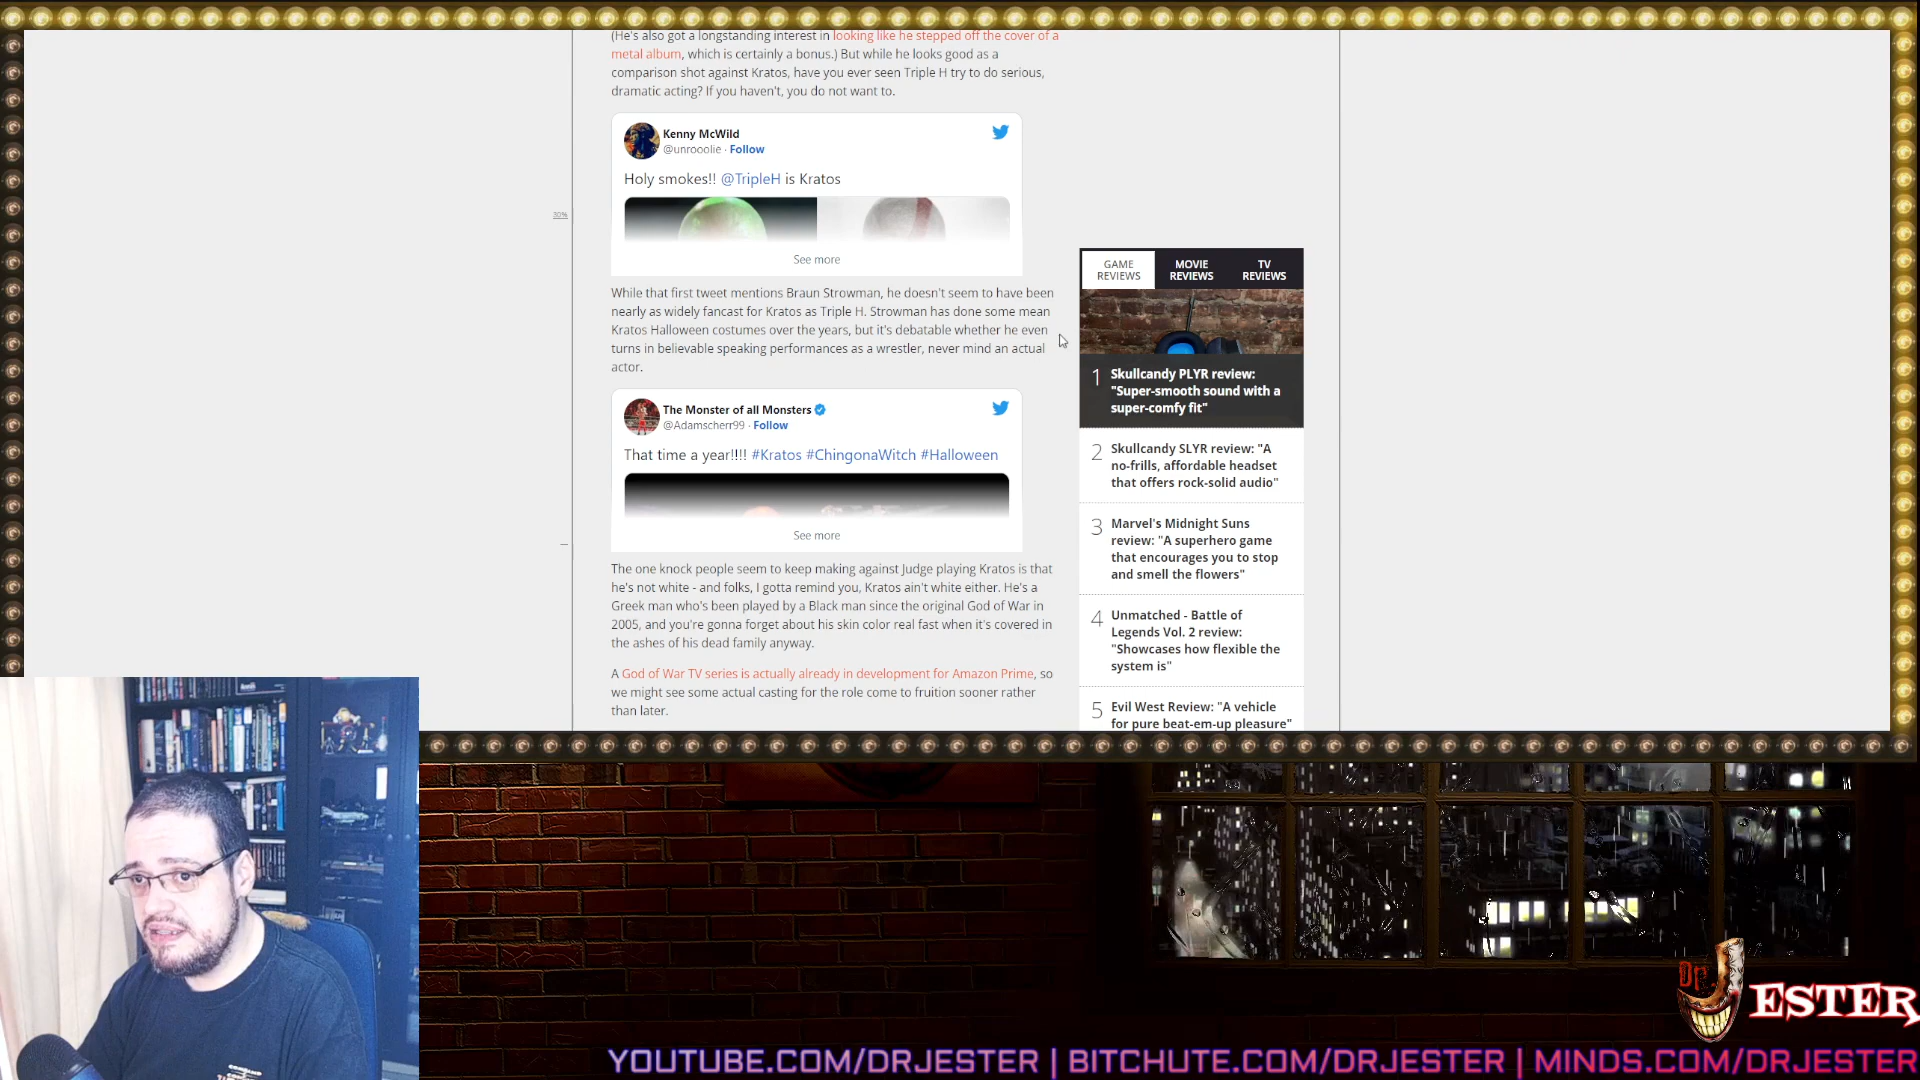 (He's also got a longstanding interest in looking like he stepped off the cover of a
metal album, which is certainly a bonus.) But while he looks good as a
comparison shot against Kratos, have you ever seen Triple H try to do serious,
dramatic acting? If you haven't, you do not want to.
Kenny McWild
@unrooolie · Follow
Holy smokes!! @TripleH is Kratos
See more
30%
While that first tweet mentions Braun Strowman, he doesn't seem to have been
nearly as widely fancast for Kratos as Triple H. Strowman has done some mean
Kratos Halloween costumes over the years, but it's debatable whether he even
turns in believable speaking performances as a wrestler, never mind an actual
actor.
The Monster of all Monsters
@Adamscherr99 · Follow
That time a year!!!! #Kratos #ChingonaWitch #Halloween
See more
The one knock people seem to keep making against Judge playing Kratos is that
he's not white - and folks, I gotta remind you, Kratos ain't white either. He's a
Greek man who's been played by a Black man since the original God of War in
2005, and you're gonna forget about his skin color real fast when it's covered in
the ashes of his dead family anyway.
A God of War TV series is actually already in development for Amazon Prime, so
we might see some actual casting for the role come to fruition sooner rather
than later.
GAME
REVIEWS
MOVIE
REVIEWS
TV
REVIEWS
1 Skullcandy PLYR review:
"Super-smooth sound with a
super-comfy fit"
2 Skullcandy SLYR review: "A
no-frills, affordable headset
that offers rock-solid audio"
3 Marvel's Midnight Suns
review: "A superhero game
that encourages you to stop
and smell the flowers"
4 Unmatched - Battle of
Legends Vol. 2 review:
"Showcases how flexible the
system is"
5 Evil West Review: "A vehicle
for pure beat-em-up pleasure"
Dr. JESTER
YOUTUBE.COM/DRJESTER | BITCHUTE.COM/DRJESTER | MINDS.COM/DRJESTER